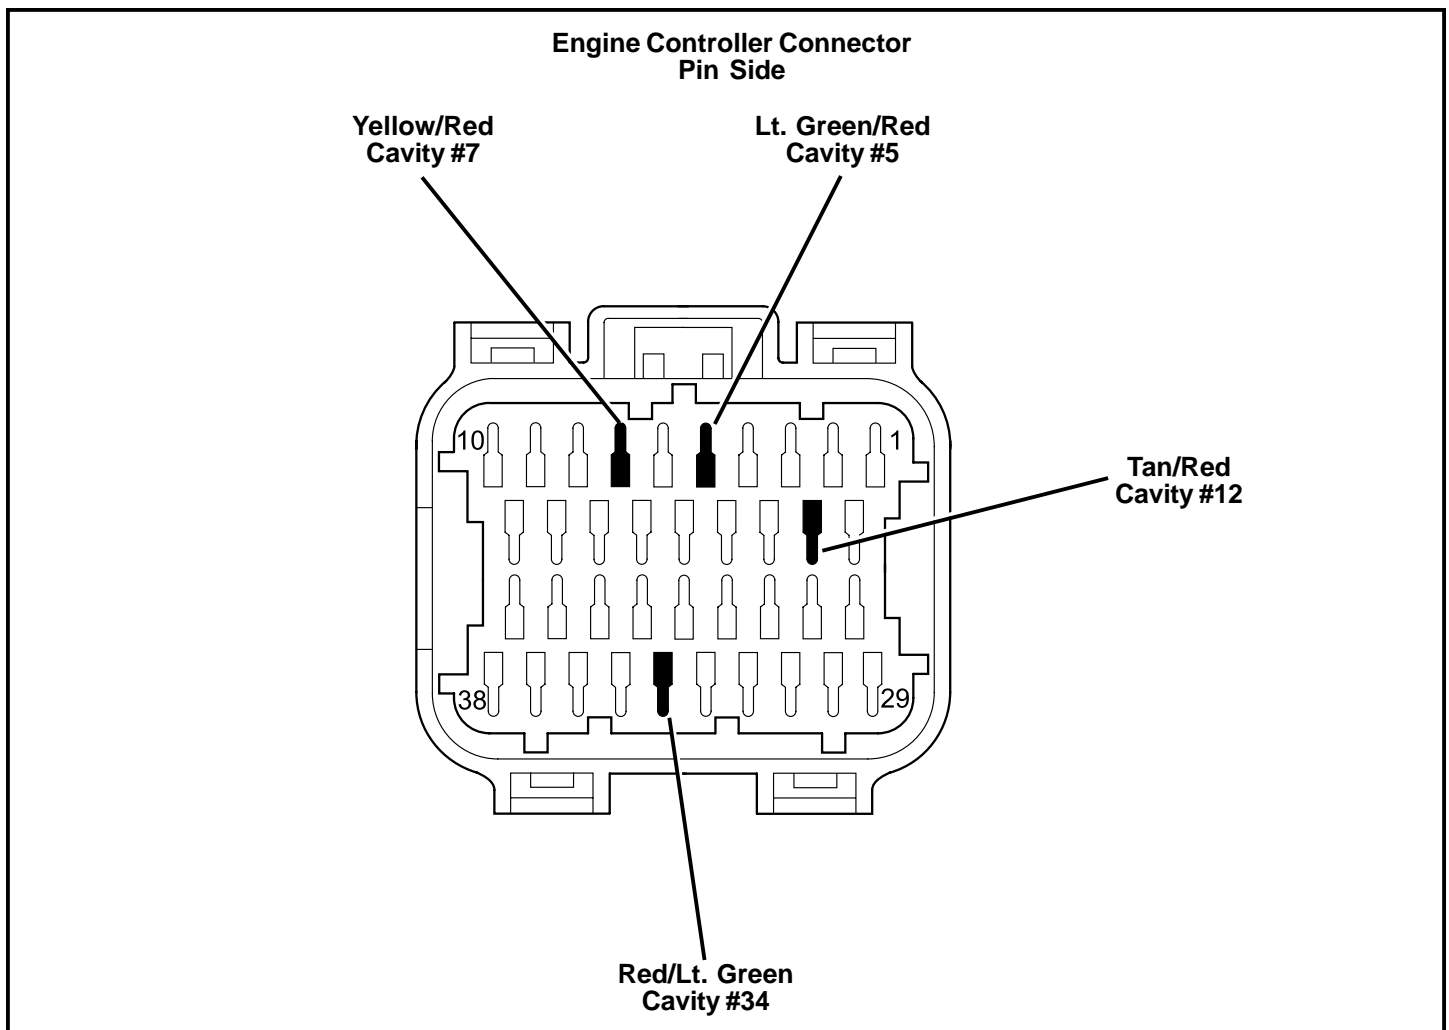 Engine Controller Connector
Pin Side
Yellow/Red
Cavity #7
Lt. Green/Red
Cavity #5
10
1
Tan/Red
Cavity #12
38
29
Red/Lt. Green
Cavity #34